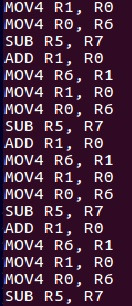 MOV4 R1, R0
MOV4 R0, R6
SUB R5, R7
ADD R1, R0
MOV4 R6, R1
MOV4 R1, R0
MOV4 R0, R6
SUB R5, R7
ADD R1, R0
MOV4 R6, R1
MOV4 R1, R0
MOV4 R0, R6
SUB R5, R7
ADD R1, R0
MOV4 R6, R1
MOV4 R1, R0
MOV4 R0, R6
SUB R5, R7